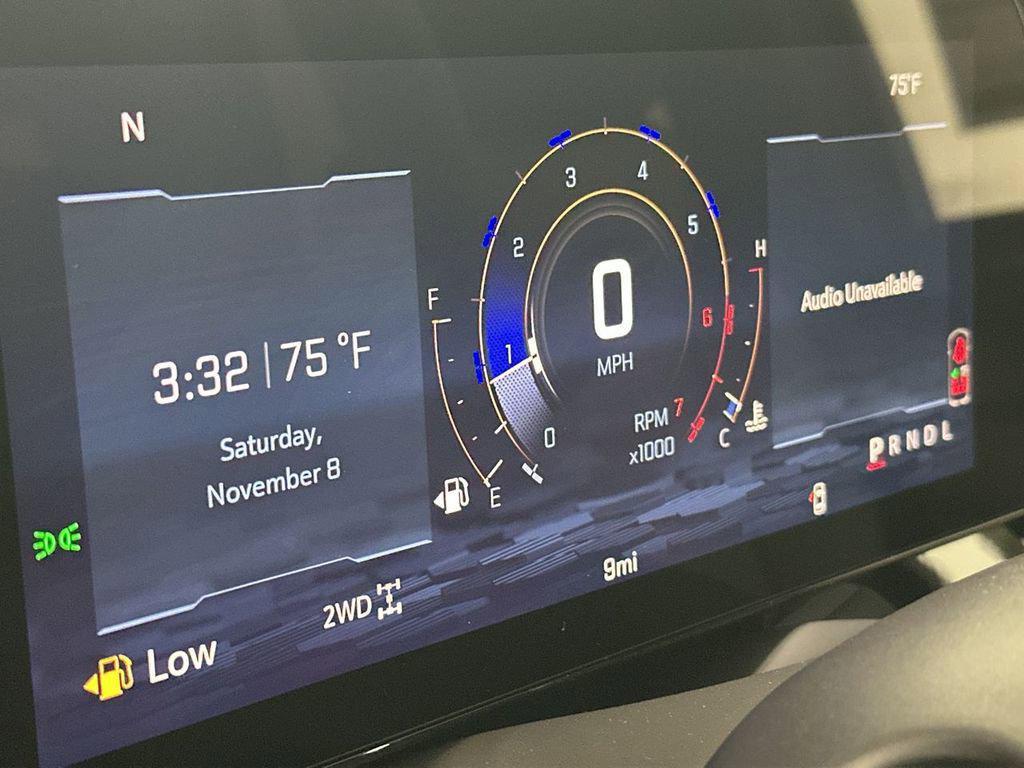 N
75°F
3:32 | 75 °F
Saturday,
November 8
F
E
0
1
2
3
4
5
6
7
0
MPH
RPM
x1000
H
C
Audio Unavailable
PRNDL
2WD
9mi
Low